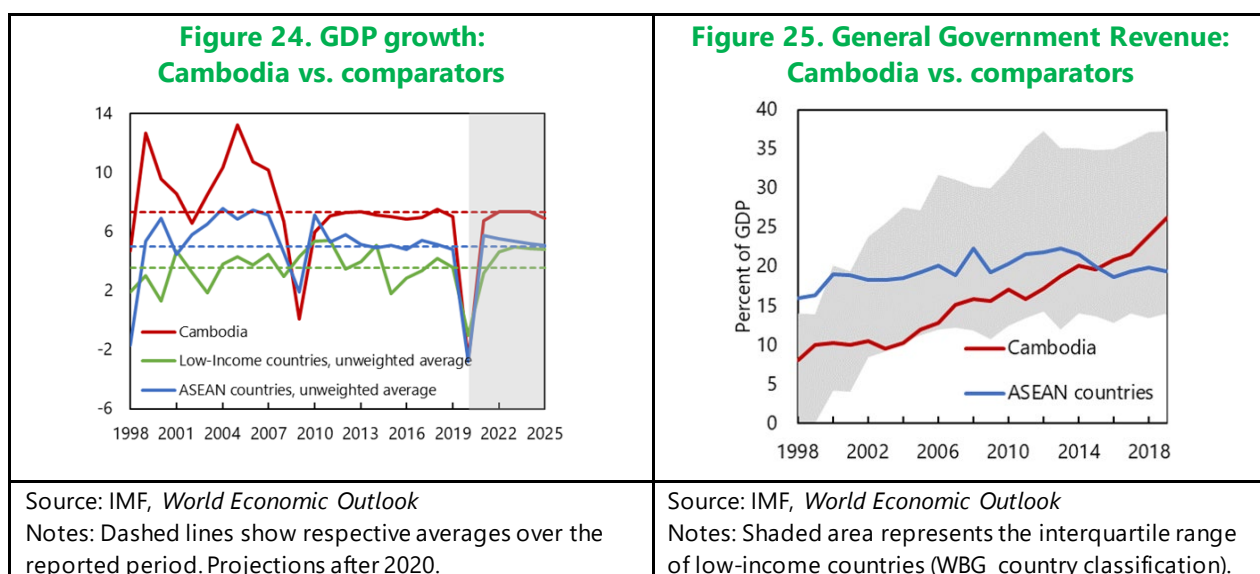 Figure 24. GDP growth:
Cambodia vs. comparators
14
10
6
2
-2
-6
Cambodia
Low-Income countries, unweighted average
ASEAN countries, unweighted average
1998 2001 2004 2007 2010 2013 2016 2019 2022 2025
Source: IMF, World Economic Outlook
Notes: Dashed lines show respective averages over the
reported period. Projections after 2020.
Figure 25. General Government Revenue:
Cambodia vs. comparators
Percent of GDP
40
35
30
25
20
15
10
5
0
Cambodia
ASEAN countries
1998 2002 2006 2010 2014 2018
Source: IMF, World Economic Outlook
Notes: Shaded area represents the interquartile range
of low-income countries (WBG country classification).